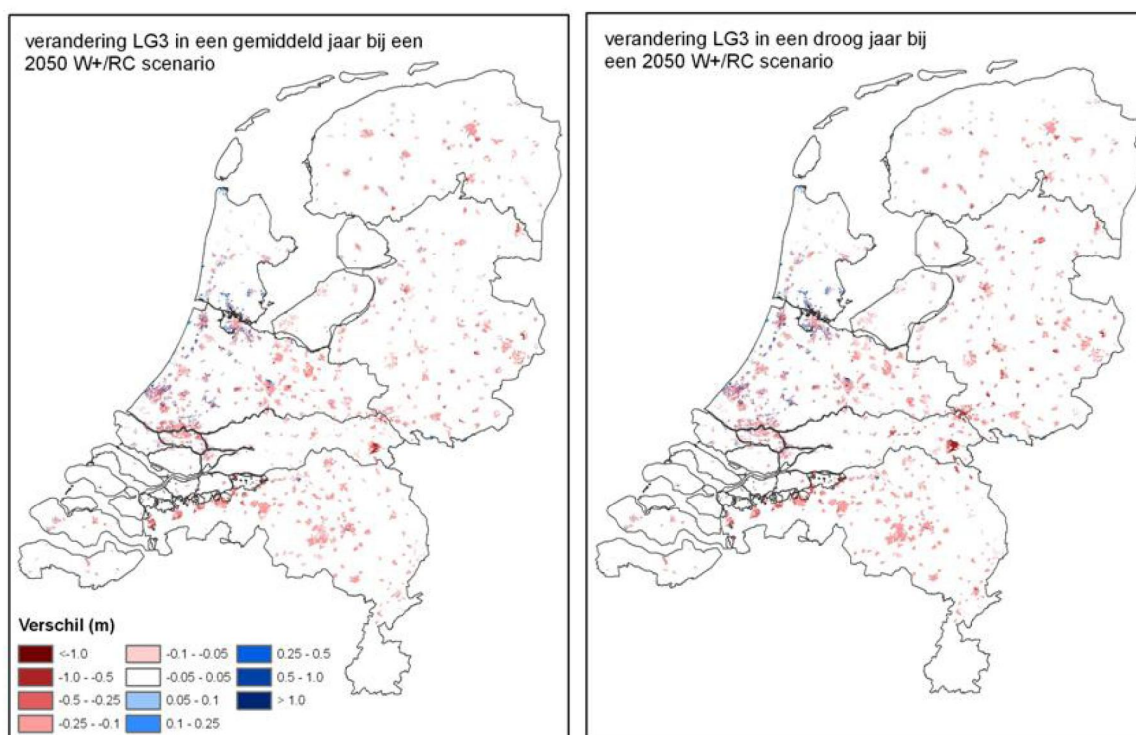 verandering LG3 in een gemiddeld jaar bij een
2050 W+/RC scenario
verandering LG3 in een droog jaar bij
een 2050 W+/RC scenario
Verschil (m)
<-1.0
-1.0 - -0.5
-0.5 - -0.25
-0.25 - -0.1
-0.1 - -0.05
-0.05 - 0.05
0.05 - 0.1
0.1 - 0.25
0.25 - 0.5
0.5 - 1.0
> 1.0